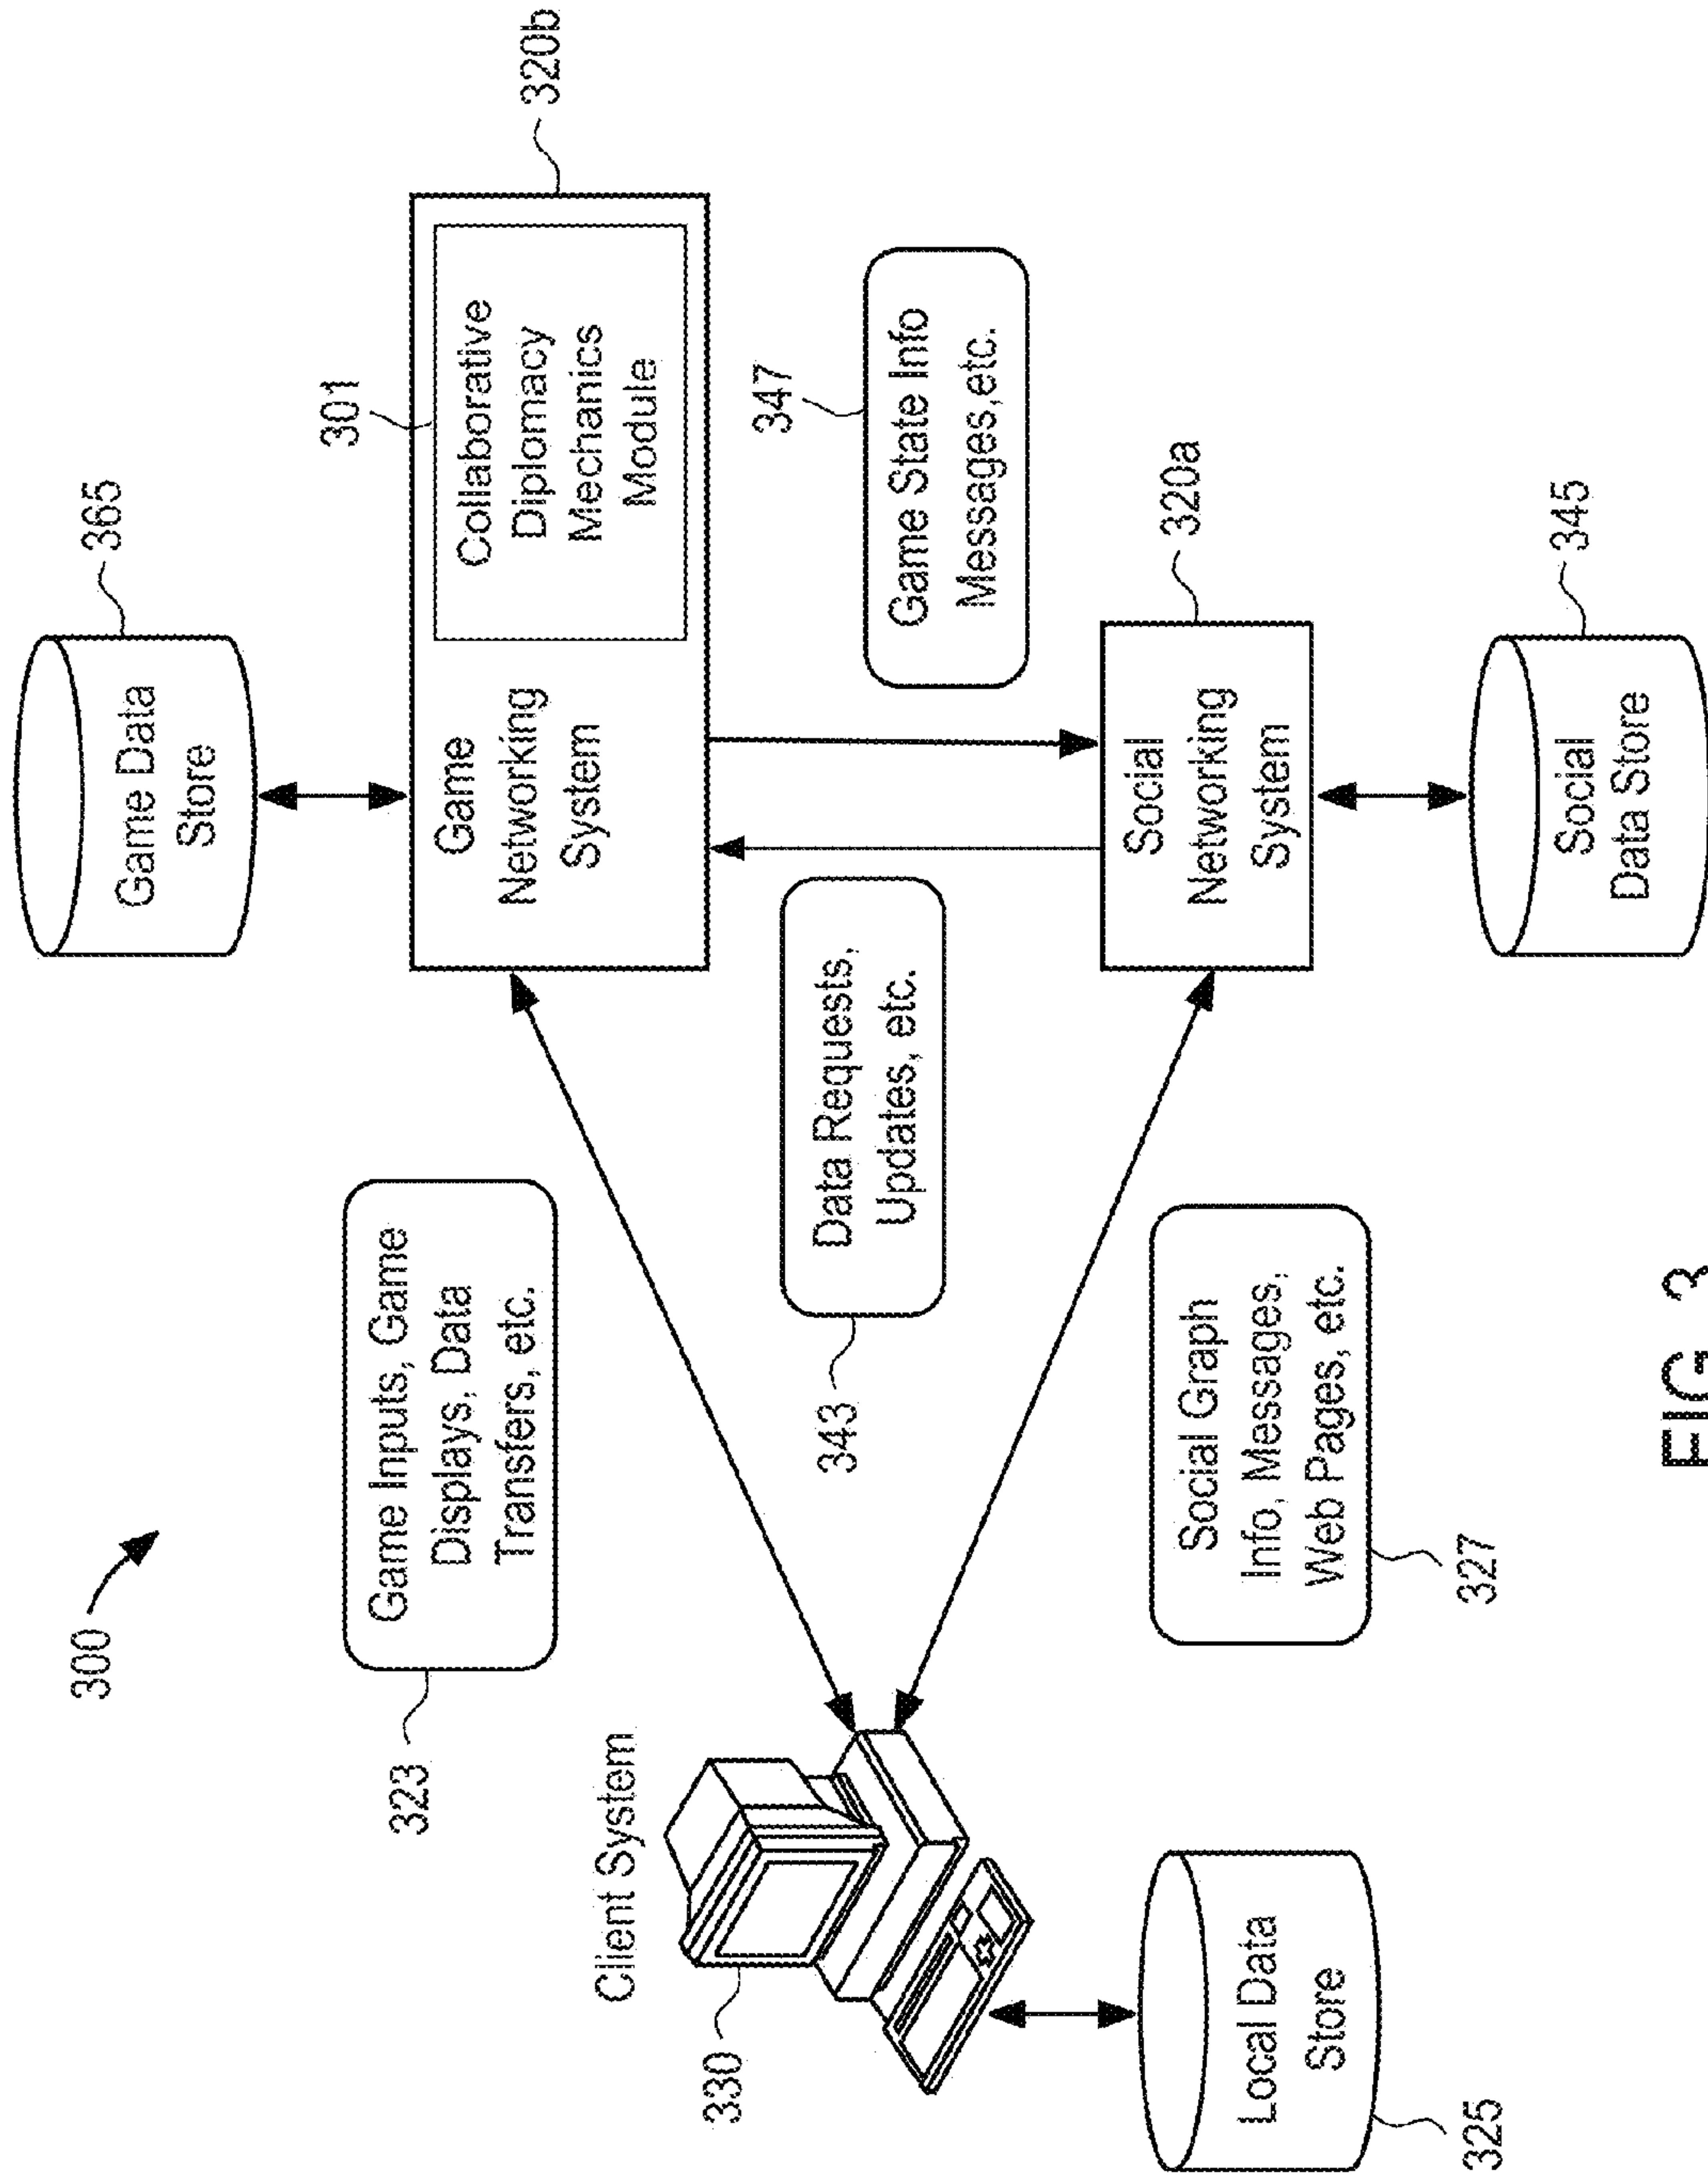 300
323
Game Inputs, Game
Displays, Data
Transfers, etc.
Game Data
Store
365
Client System
330
Game
Networking
System
301
Collaborative
Diplomacy
Mechanics
Module
320b
343
Data Requests,
Updates, etc.
347
Game State Info
Messages,etc.
Local Data
Store
325
Social Graph
Info, Messages,
Web Pages, etc.
327
Social
Networking
System
320a
Social
Data Store
345
FIG. 3